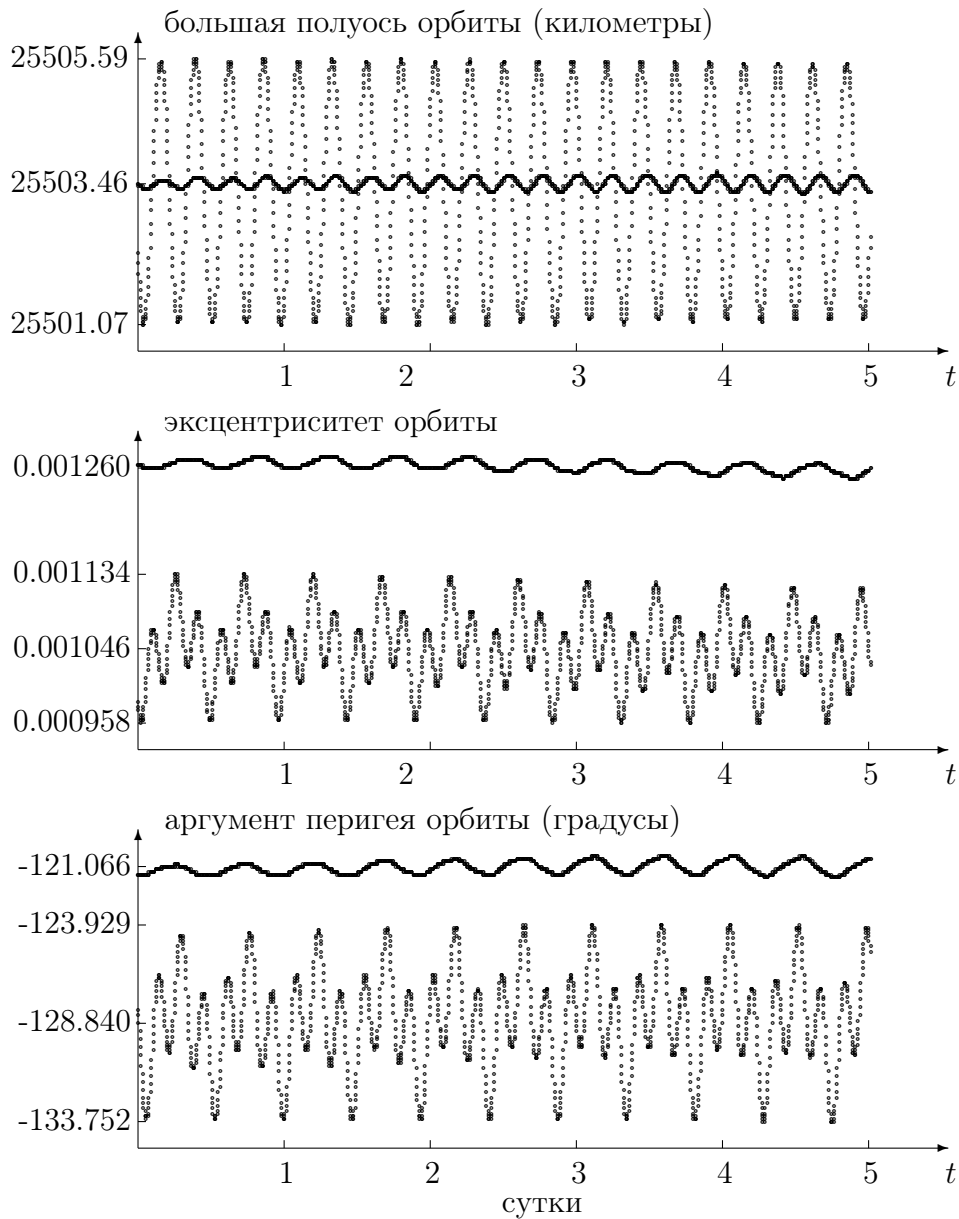 большая полуось орбиты (километры)
25505.59
25503.46
25501.07
1 2 3 4 5 t
эксцентриситет орбиты
0.001260
0.001134
0.001046
0.000958
1 2 3 4 5 t
аргумент перигея орбиты (градусы)
-121.066
-123.929
-128.840
-133.752
1 2 3 4 5 t
сутки